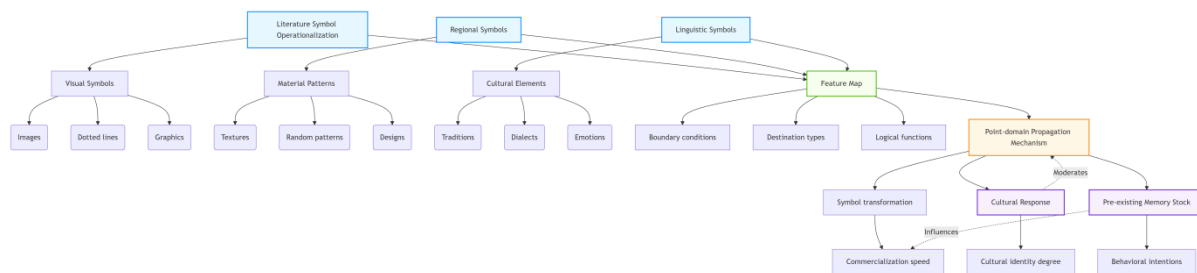 Literature Symbol
Operationalization
Regional Symbols
Linguistic Symbols
Visual Symbols
Material Patterns
Cultural Elements
Feature Map
Images
Dotted lines
Graphics
Textures
Random patterns
Designs
Traditions
Dialects
Emotions
Boundary conditions
Destination types
Logical functions
Point-domain Propagation
Mechanism
Moderates
Symbol transformation
Cultural Response
Pre-existing Memory Stock
Influences
Commercialization speed
Cultural identity degree
Behavioral intentions